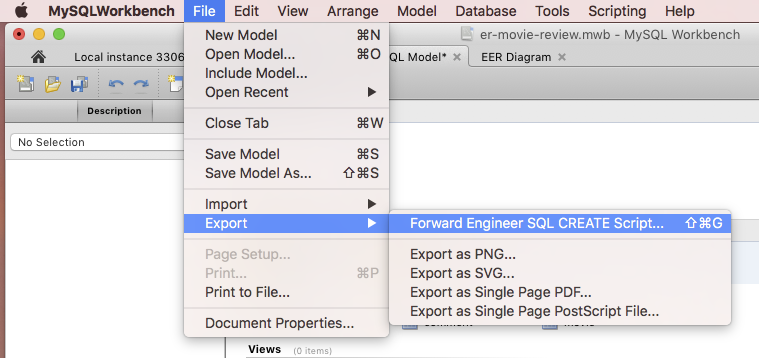 MySQLWorkbench File Edit View Arrange Model Database Tools Scripting Help
er-movie-review.mwb - MySQL Workbench
Local instance 3306
QL Model* × EER Diagram ×
New Model ⌘N
Open Model... ⌘O
Include Model...
Open Recent ▶
Close Tab ⌘W
Save Model ⌘S
Save Model As... ⇧⌘S
Import ▶
Export ▶
Page Setup...
Print... ⌘P
Print to File...
Document Properties...
Description
No Selection
Forward Engineer SQL CREATE Script... ⇧⌘G
Export as PNG...
Export as SVG...
Export as Single Page PDF...
Export as Single Page PostScript File...
Views (0 items)